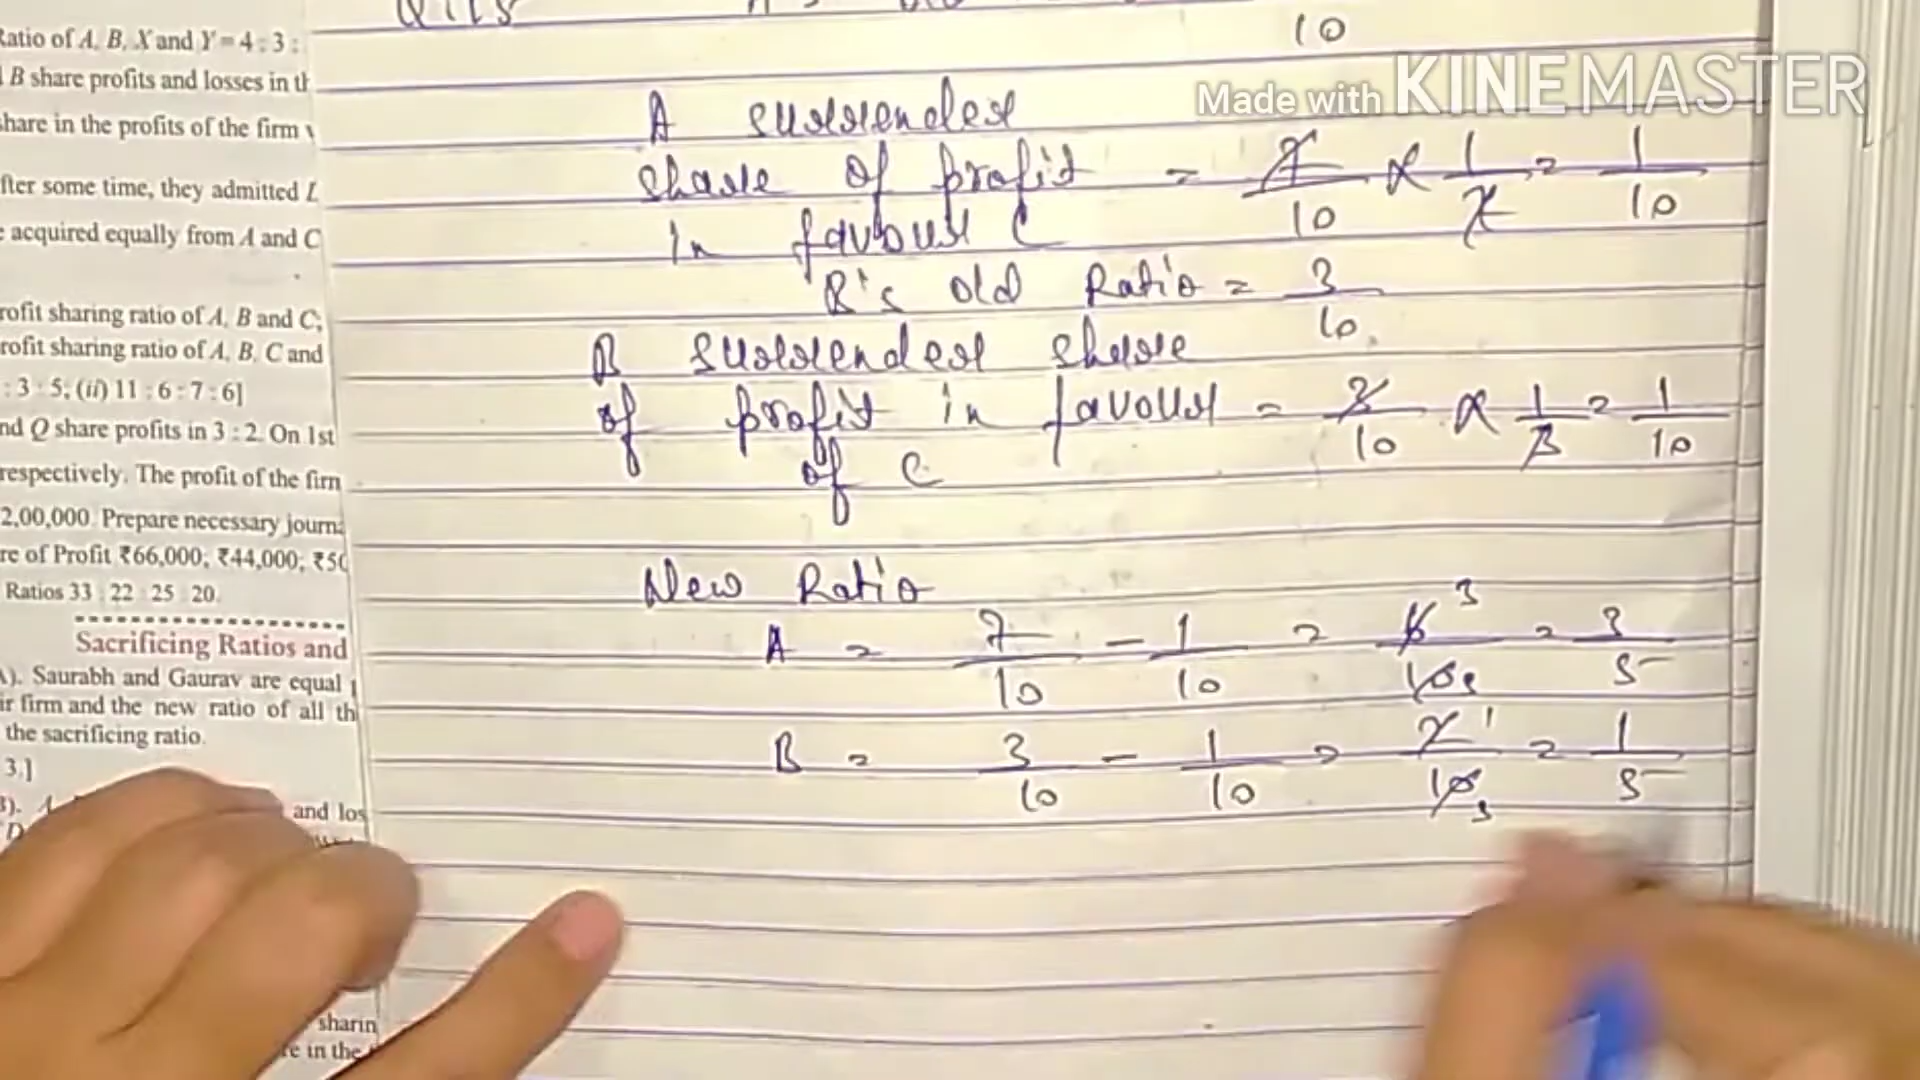 Ratio of A, B, X and Y = 4 : 3 :
B share profits and losses in th
share in the profits of the firm w
fter some time, they admitted
acquired equally from A and C
rofit sharing ratio of A, B and C;
rofit sharing ratio of A, B, C and
: 3 : 5; (ii) 11 : 6 : 7 : 6]
nd Q share profits in 3 : 2. On 1st
respectively. The profit of the firn
2,00,000. Prepare necessary journa
re of Profit ₹66,000; ₹44,000; ₹50
Ratios 33 : 22 : 25 : 20.
Sacrificing Ratios and
A). Saurabh and Gaurav are equal p
ir firm and the new ratio of all th
the sacrificing ratio.
3.]
and los
sharin
re in the
10
Made with KINEMASTER
A surrender
share of profit = 7/10 × 1/7 = 1/10
in favour C
B's old Ratio = 3/10
B surrender share
of profit in favour = 3/10 × 1/3 = 1/10
of C
New Ratio
A = 7/10 - 1/10 = 6/10 = 3/5
B = 3/10 - 1/10 = 2/10 = 1/5